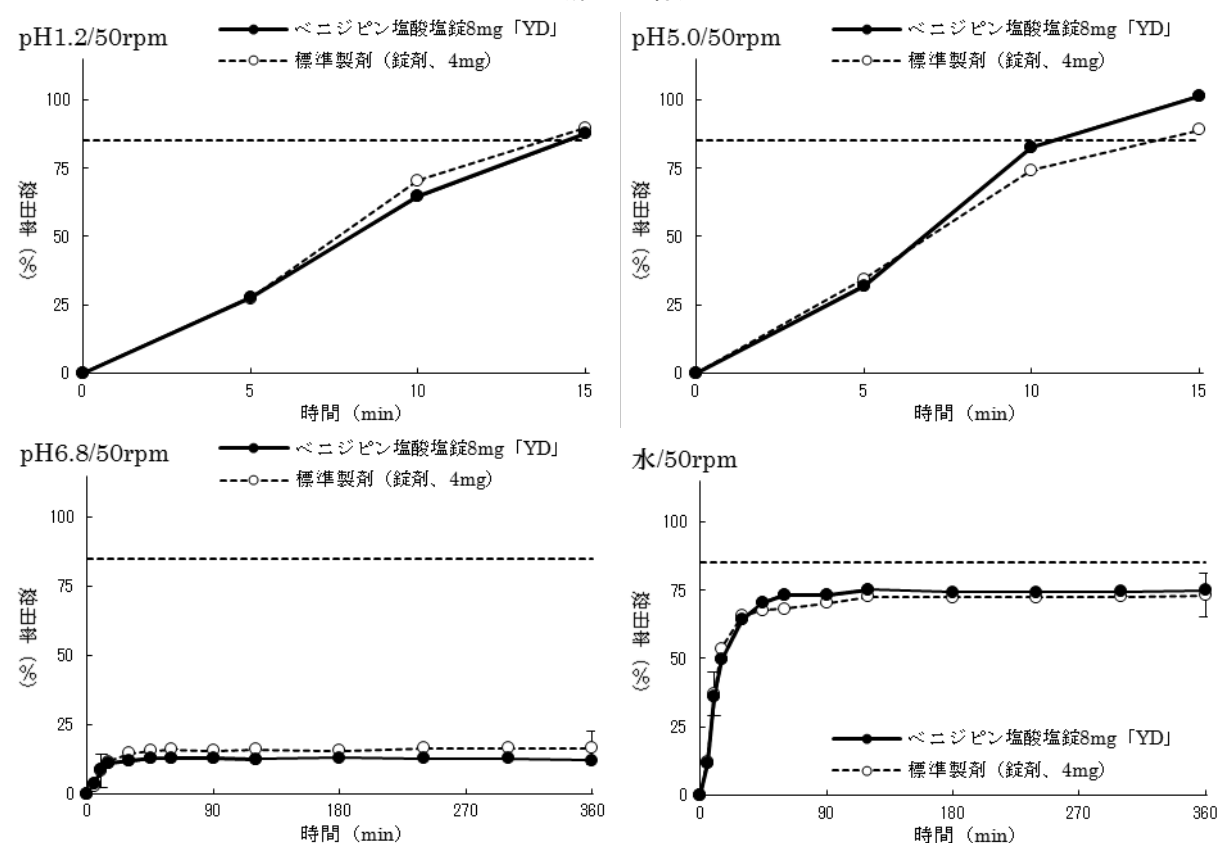 pH1.2/50rpm
ベニジピン塩酸塩錠8mg「YD」
標準製剤(錠剤、4mg)
100
75
50
25
0
溶出率 (%)
0 5 10 15
時間 (min)
pH5.0/50rpm
ベニジピン塩酸塩錠8mg「YD」
標準製剤(錠剤、4mg)
100
75
50
25
0
溶出率 (%)
0 5 10 15
時間 (min)
pH6.8/50rpm
ベニジピン塩酸塩錠8mg「YD」
標準製剤(錠剤、4mg)
100
75
50
25
0
溶出率 (%)
0 90 180 270 360
時間 (min)
水/50rpm
100
75
50
25
0
溶出率 (%)
ベニジピン塩酸塩錠8mg「YD」
標準製剤(錠剤、4mg)
0 90 180 270 360
時間 (min)